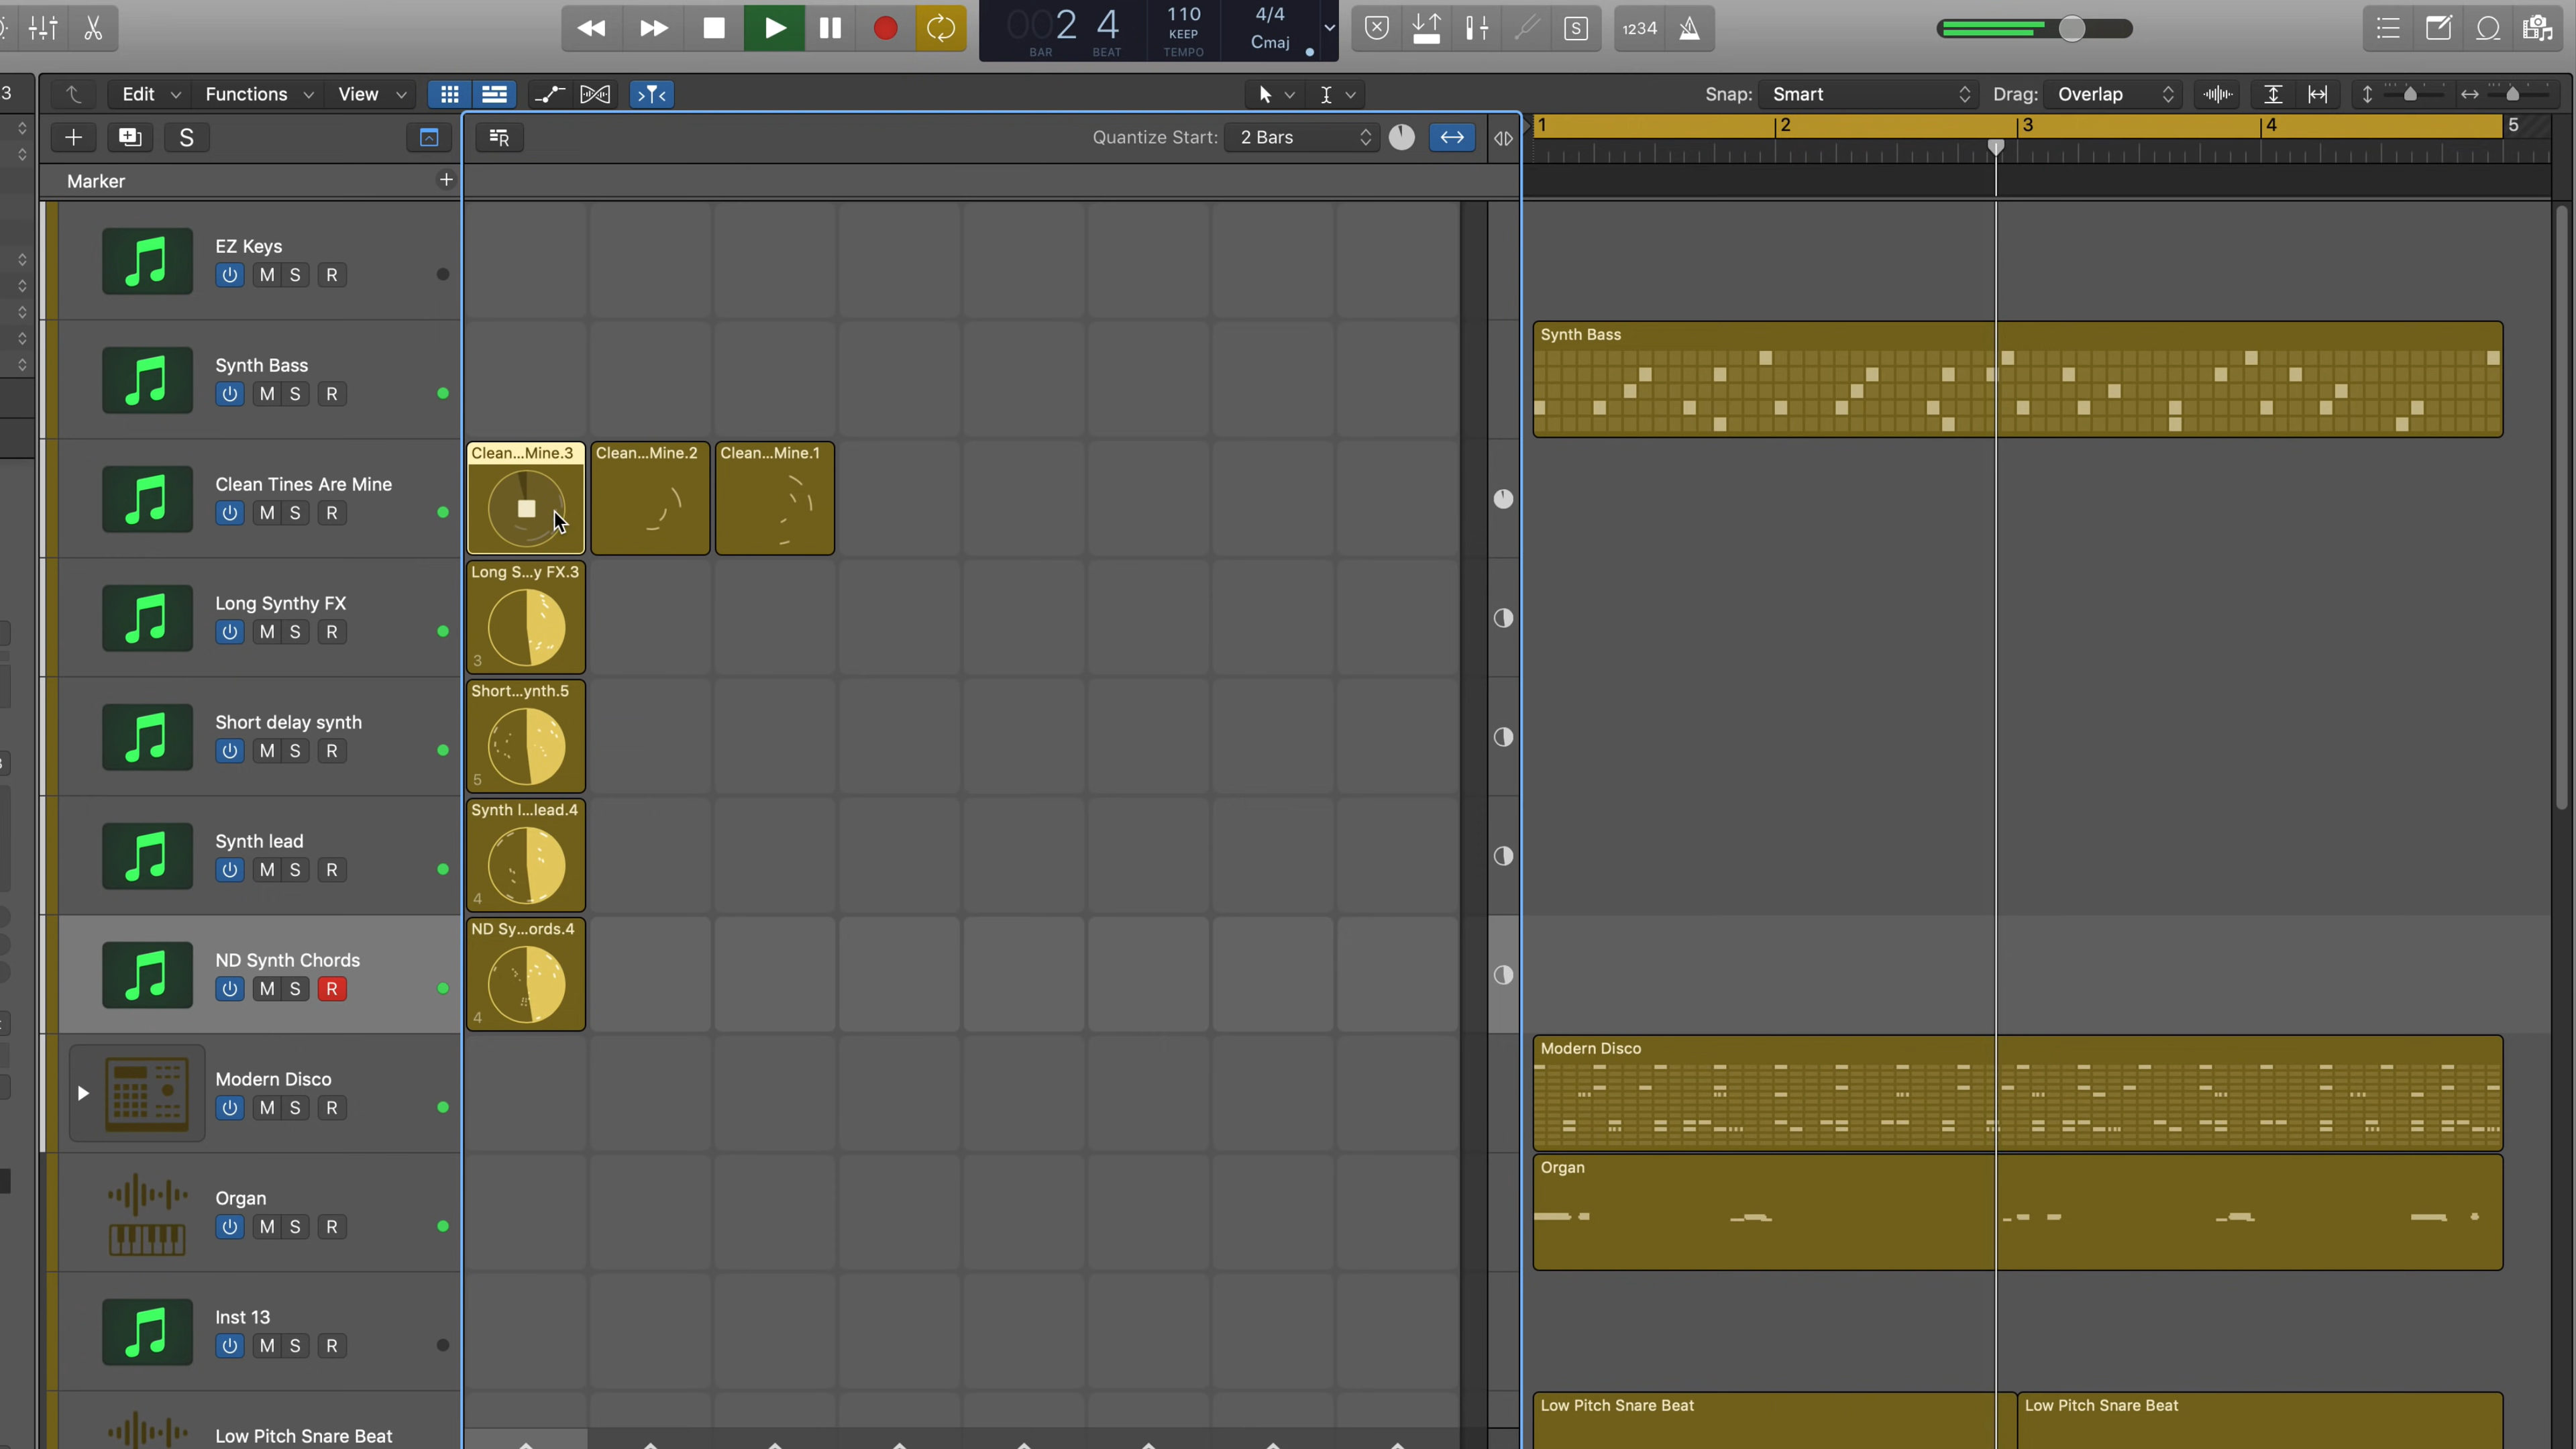 002 4
BAR BEAT
110
KEEP
TEMPO
4/4
Cmaj
S
1234
3
Edit
Functions
View
Snap: Smart
Drag: Overlap
S
R
Quantize Start: 2 Bars
1
2
3
4
5
Marker
EZ Keys
M S R
Synth Bass
M S R
Synth Bass
Clean Tines Are Mine
M S R
Clean...Mine.3
Clean...Mine.2
Clean...Mine.1
Long Synthy FX
M S R
Long S...y FX.3
3
Short delay synth
M S R
Short...ynth.5
5
Synth lead
M S R
Synth l...lead.4
4
ND Synth Chords
M S R
ND Sy...ords.4
4
Modern Disco
M S R
Modern Disco
Organ
M S R
Organ
Inst 13
M S R
Low Pitch Snare Beat
Low Pitch Snare Beat
Low Pitch Snare Beat